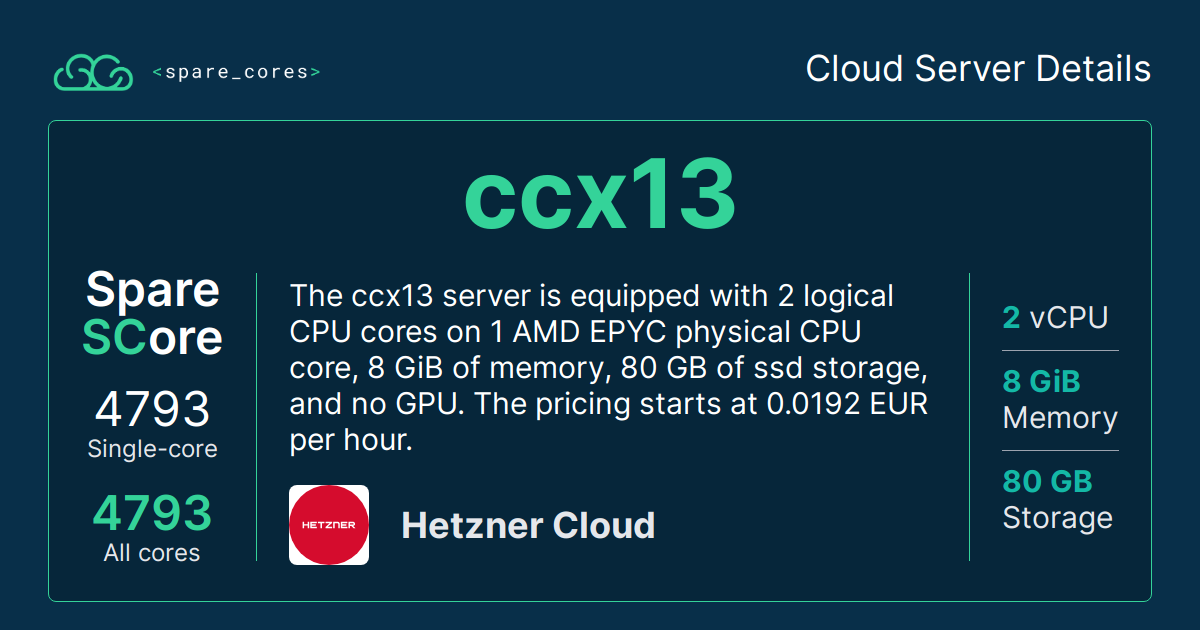 <spare_cores>
Cloud Server Details
ccx13
Spare
SCore
4793
Single-core
4793
All cores
The ccx13 server is equipped with 2 logical
CPU cores on 1 AMD EPYC physical CPU
core, 8 GiB of memory, 80 GB of ssd storage,
and no GPU. The pricing starts at 0.0192 EUR
per hour.
HETZNER
Hetzner Cloud
2 vCPU
8 GiB
Memory
80 GB
Storage